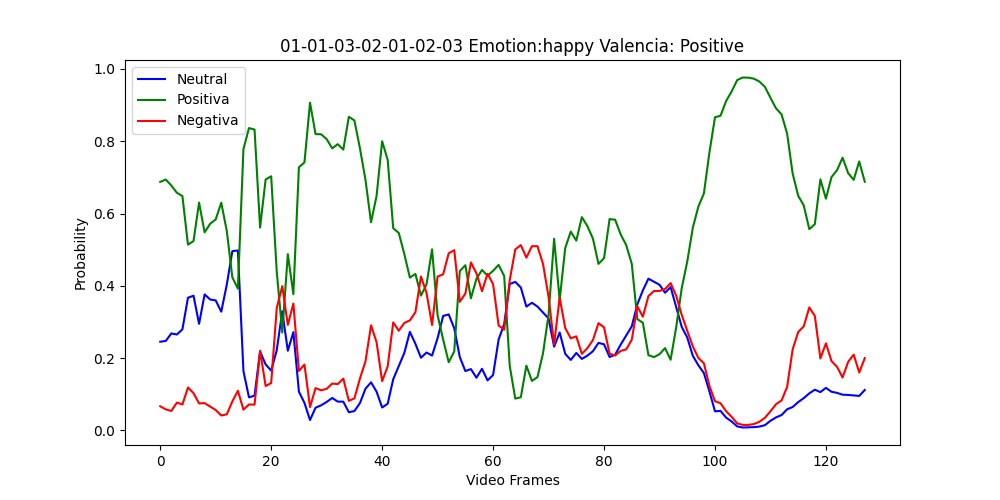 01-01-03-02-01-02-03 Emotion:happy Valencia: Positive
Neutral
Positiva
Negativa
Probability
1.0
0.8
0.6
0.4
0.2
0.0
0 20 40 60 80 100 120
Video Frames